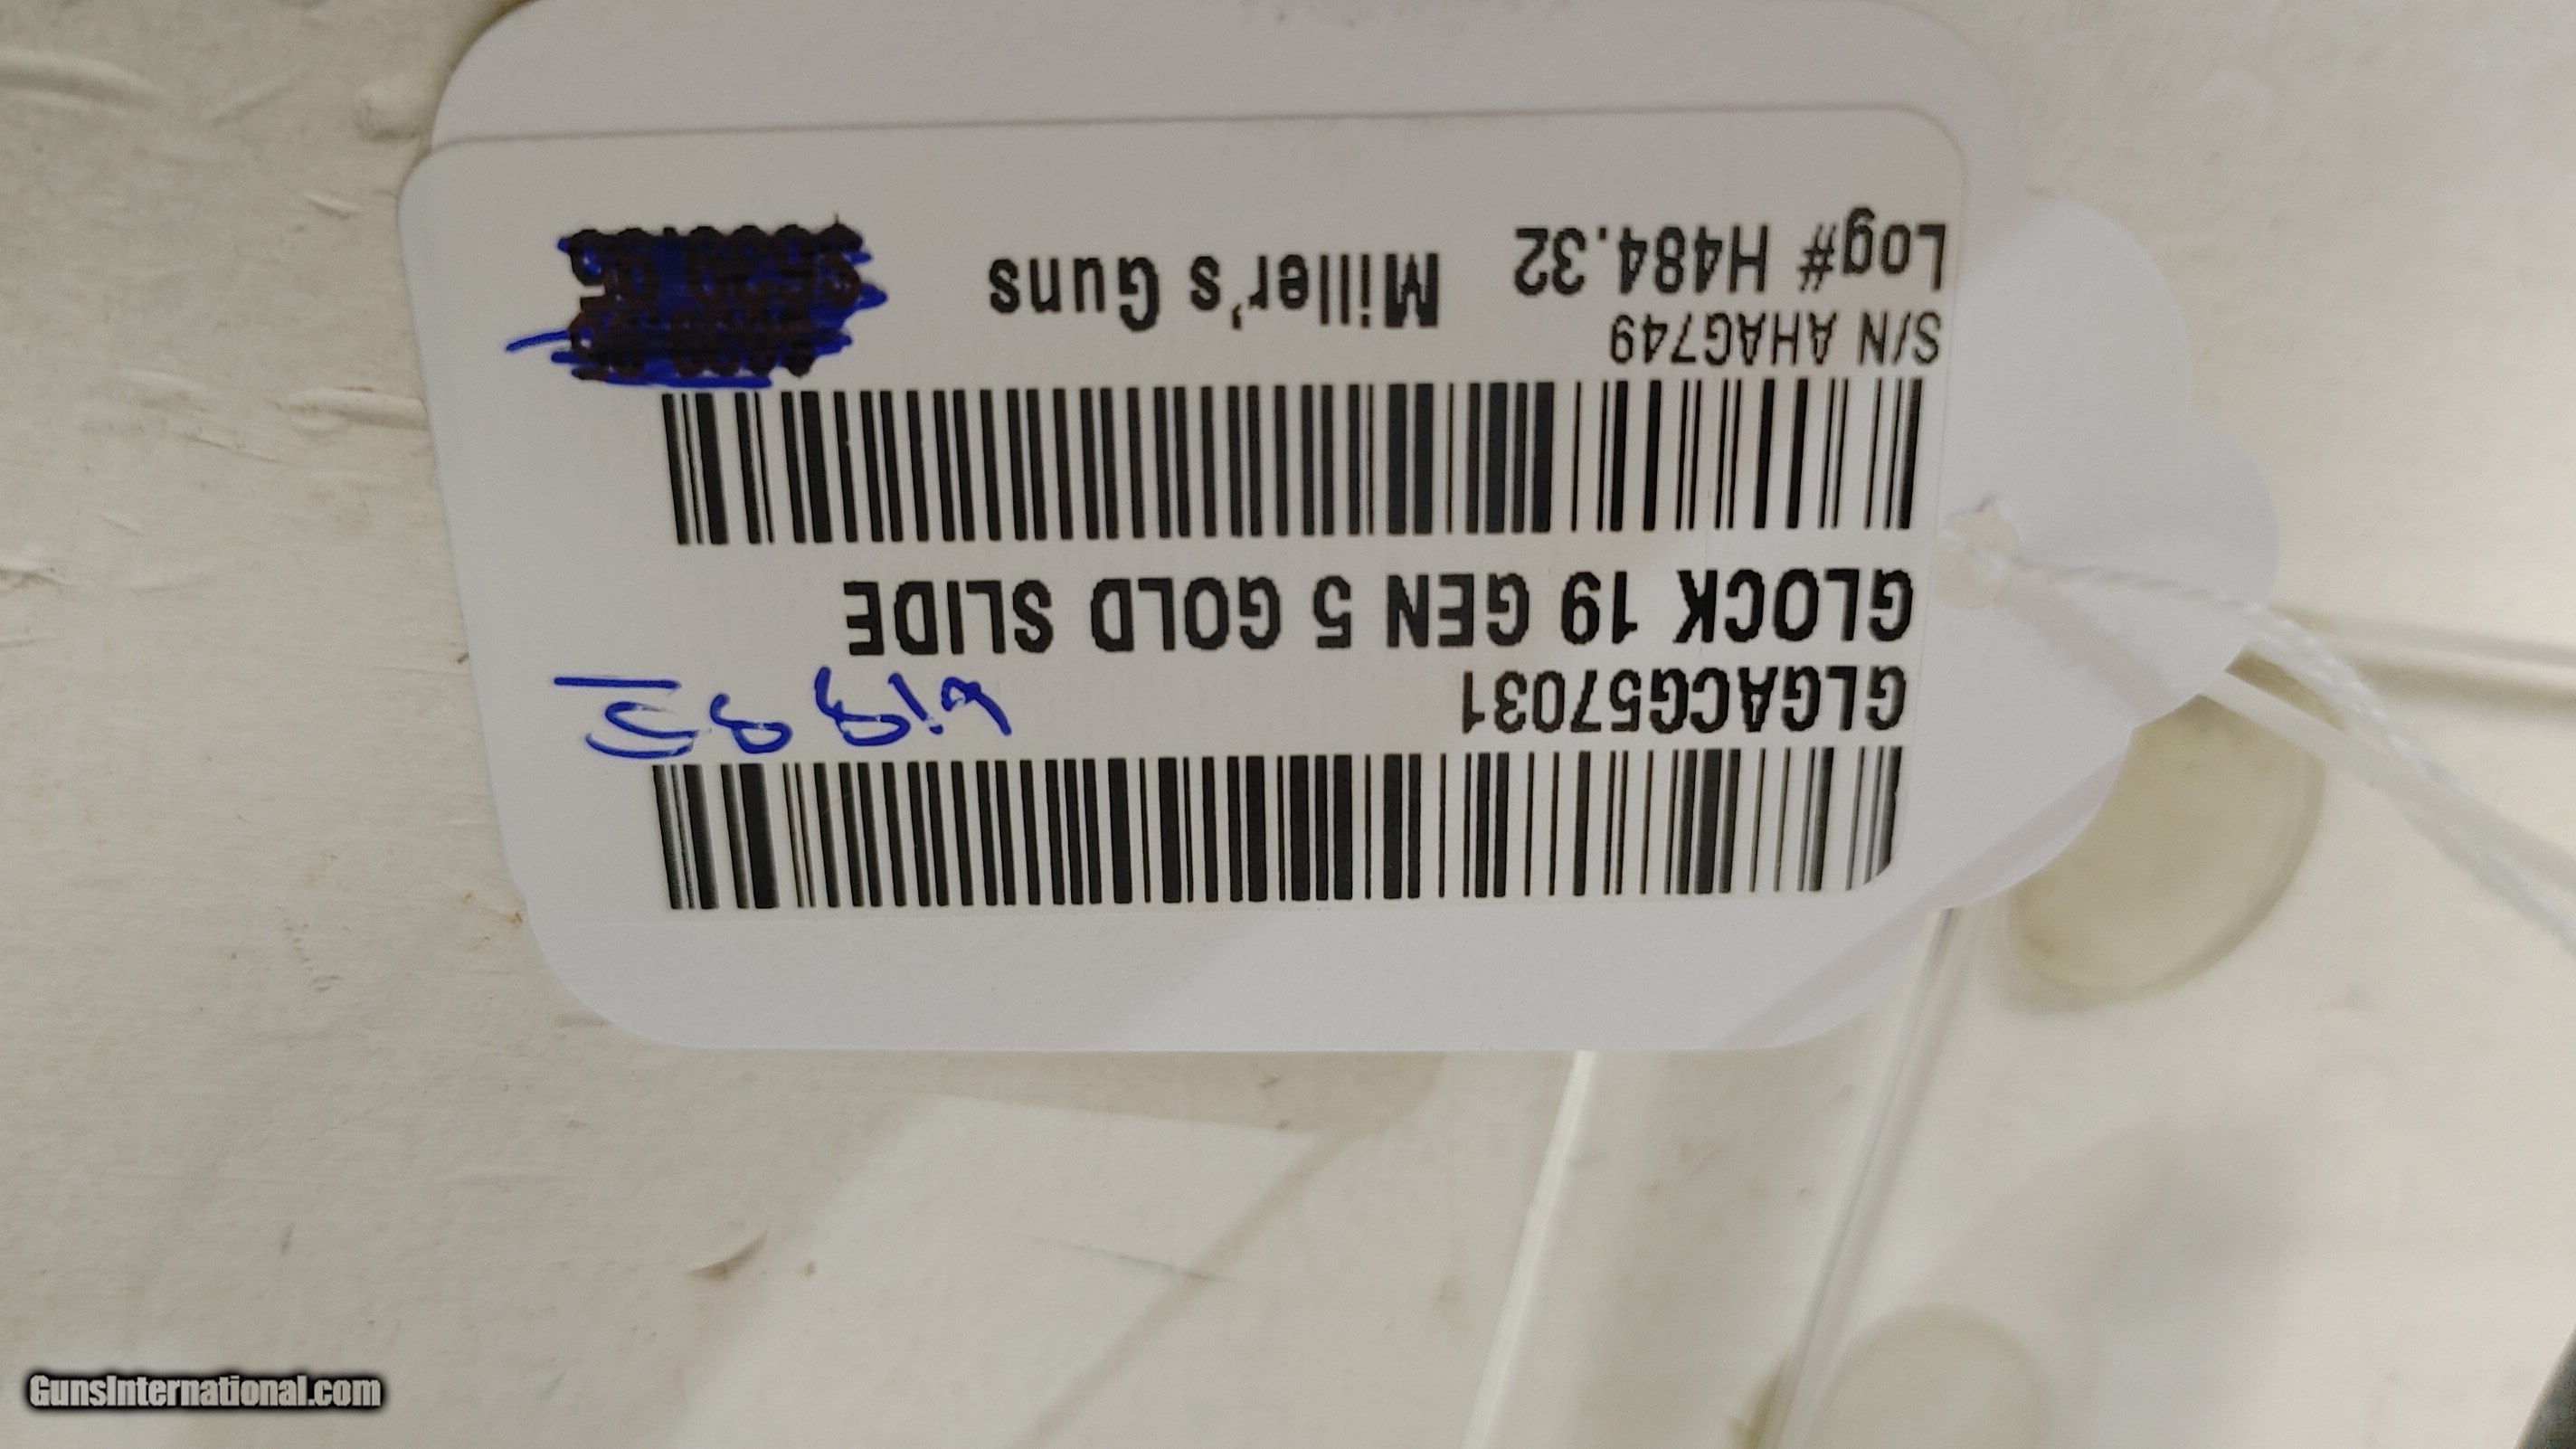 GLGACG57031
GLOCK 19 GEN 5 GOLD SLIDE
S/N AHAG749
Log# H484.32 Miller's Guns
GunsInternational.com